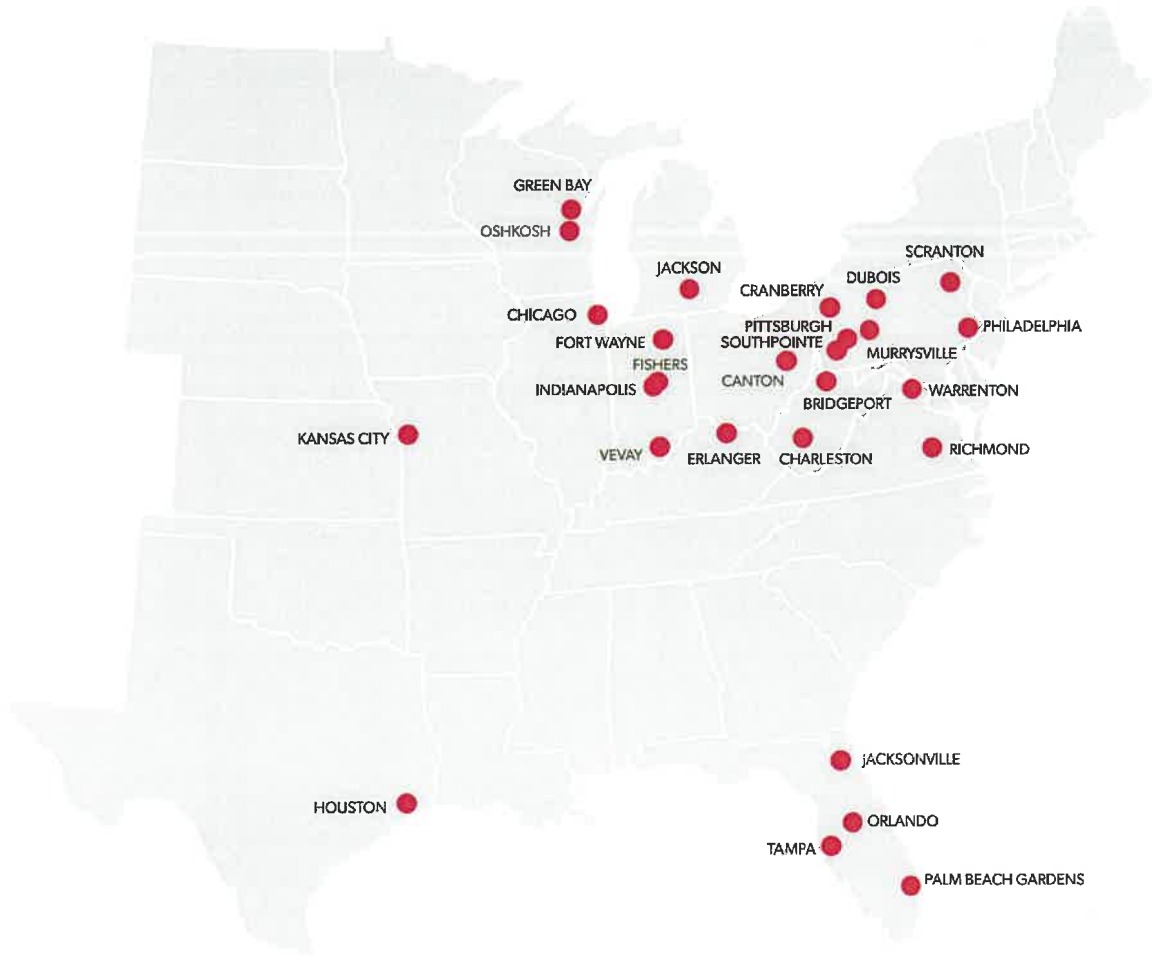 GREEN BAY
OSHKOSH
SCRANTON
JACKSON
DUBOIS
CRANBERRY
CHICAGO
PITTSBURGH
PHILADELPHIA
FORT WAYNE
SOUTHPOINTE
MURRYSVILLE
FISHERS
CANTON
INDIANAPOLIS
WARRENTON
BRIDGEPORT
KANSAS CITY
VEVAY
ERLANGER
CHARLESTON
RICHMOND
JACKSONVILLE
HOUSTON
ORLANDO
TAMPA
PALM BEACH GARDENS